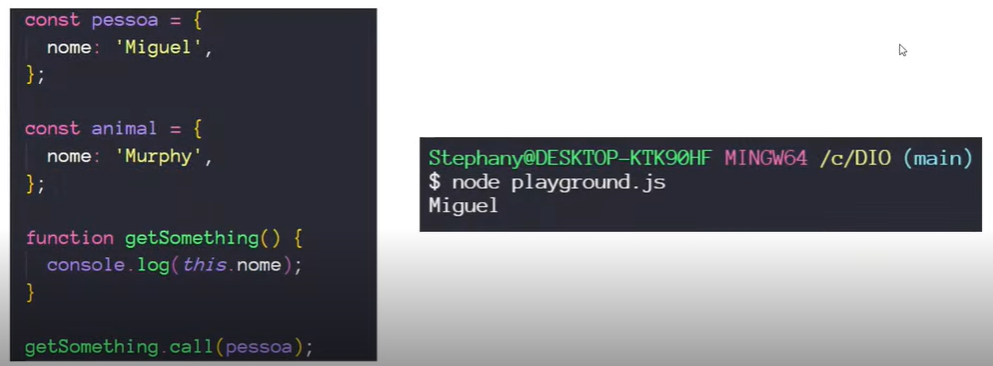 const pessoa = {
  nome: 'Miguel',
};
const animal = {
  nome: 'Murphy',
};
function getSomething() {
  console.log(this.nome);
}
getSomething.call(pessoa);
Stephany@DESKTOP-KTK90HF MINGW64 /c/DIO (main)
$ node playground.js
Miguel